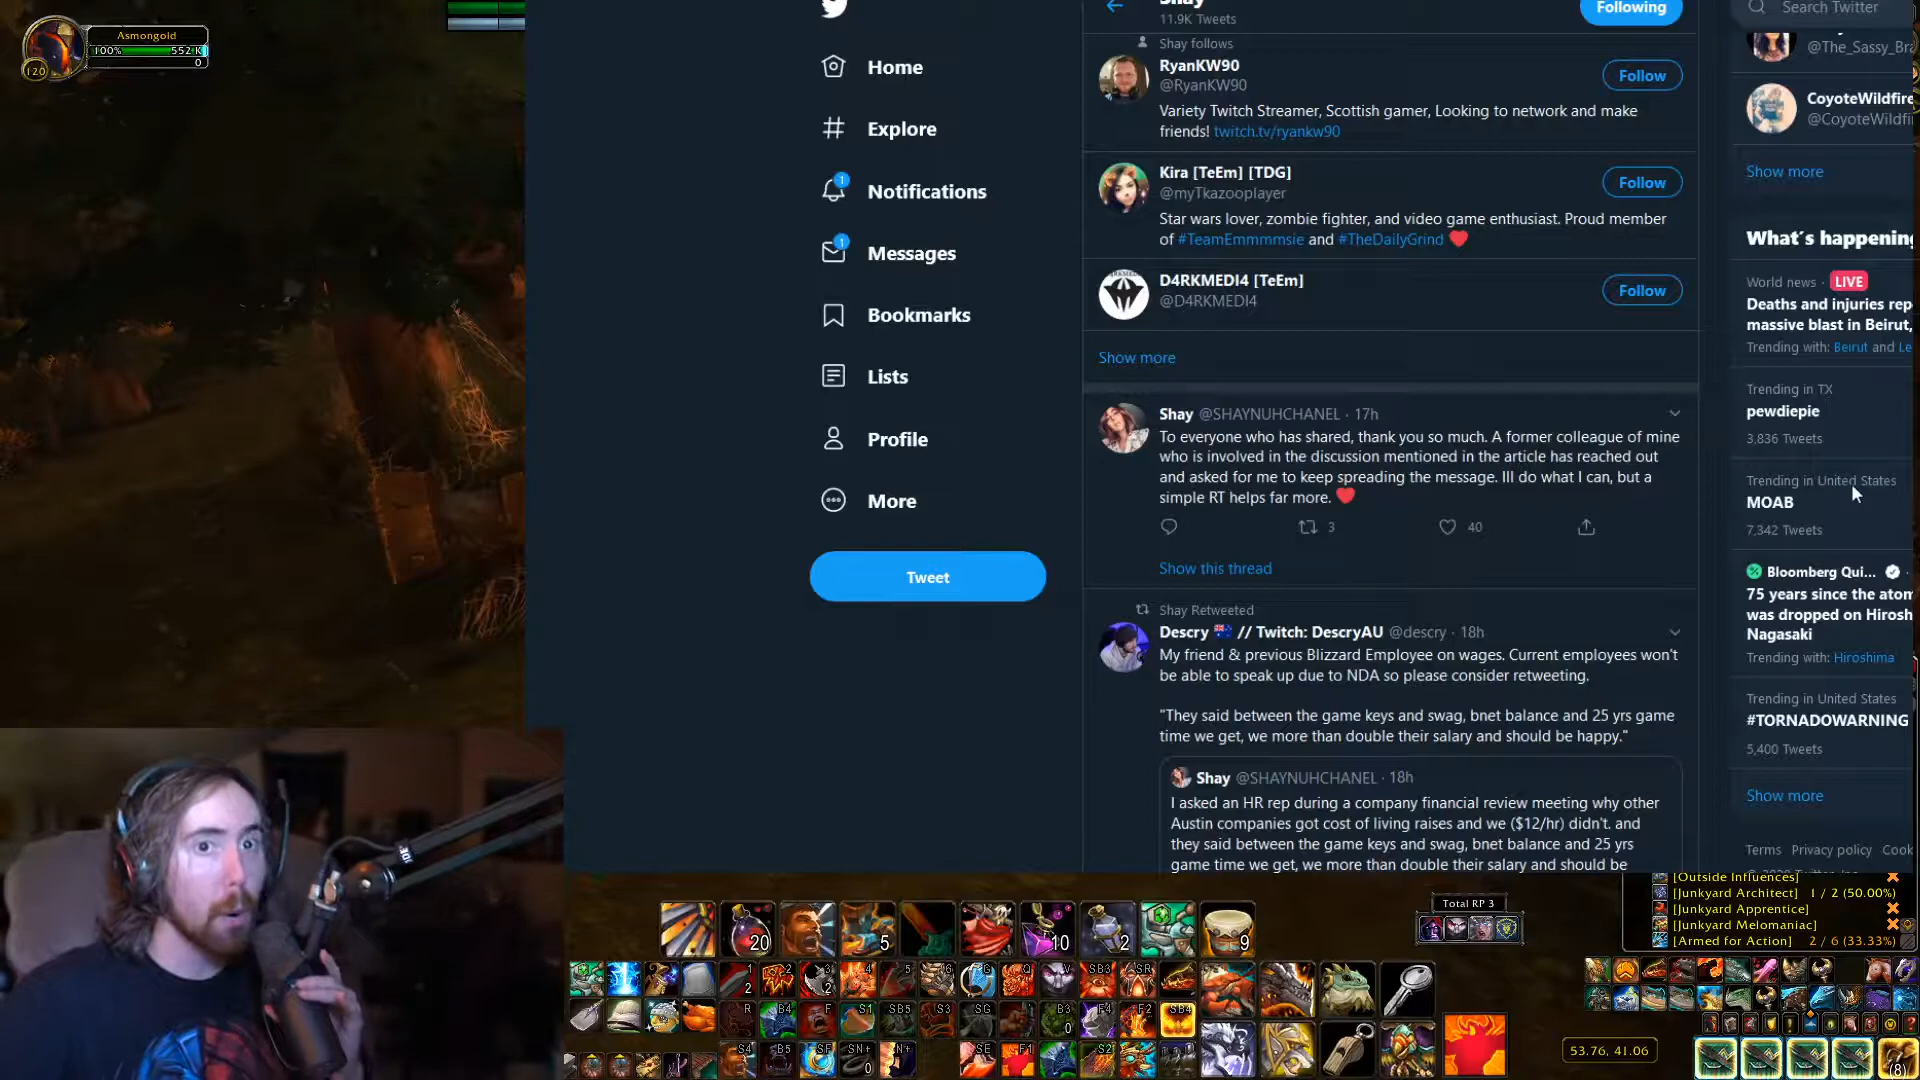 Asmongold
100% 552 K
0
120
Home
Explore
1
Notifications
1
Messages
Bookmarks
Lists
Profile
More
Tweet
Shay
11.9K Tweets
Following
Shay follows
RyanKW90
@RyanKW90
Follow
Variety Twitch Streamer, Scottish gamer, Looking to network and make
friends! twitch.tv/ryankw90
Kira [TeEm] [TDG]
@myTkazooplayer
Follow
Star wars lover, zombie fighter, and video game enthusiast. Proud member
of #TeamEmmmmsie and #TheDailyGrind ❤
D4RKMEDI4 [TeEm]
@D4RKMEDI4
Follow
Show more
Shay @SHAYNUHCHANEL · 17h
To everyone who has shared, thank you so much. A former colleague of mine
who is involved in the discussion mentioned in the article has reached out
and asked for me to keep spreading the message. Ill do what I can, but a
simple RT helps far more. ❤
3 40
Show this thread
Shay Retweeted
Descry 🇦🇺 // Twitch: DescryAU @descry · 18h
My friend & previous Blizzard Employee on wages. Current employees won't
be able to speak up due to NDA so please consider retweeting.
"They said between the game keys and swag, bnet balance and 25 yrs game
time we get, we more than double their salary and should be happy."
Shay @SHAYNUHCHANEL · 18h
I asked an HR rep during a company financial review meeting why other
Austin companies got cost of living raises and we ($12/hr) didn't. and
they said between the game keys and swag, bnet balance and 25 yrs
game time we get, we more than double their salary and should be
Search Twitter
@The_Sassy_Bra
CoyoteWildfire
@CoyoteWildfi
Show more
What's happening
World news · LIVE
Deaths and injuries rep
massive blast in Beirut,
Trending with: Beirut and Le
Trending in TX
pewdiepie
3,836 Tweets
Trending in United States
MOAB
7,342 Tweets
Bloomberg Qui... ·
75 years since the atom
was dropped on Hirosh
Nagasaki
Trending with: Hiroshima
Trending in United States
#TORNADOWARNING
5,400 Tweets
Show more
Terms Privacy policy Cook
[Outside Influences]
[Junkyard Architect] 1 / 2 (50.00%)
[Junkyard Apprentice]
[Junkyard Melomaniac]
[Armed for Action] 2 / 6 (33.33%)
Total RP 3
20 5 10 2 9
53.76, 41.06
(8)